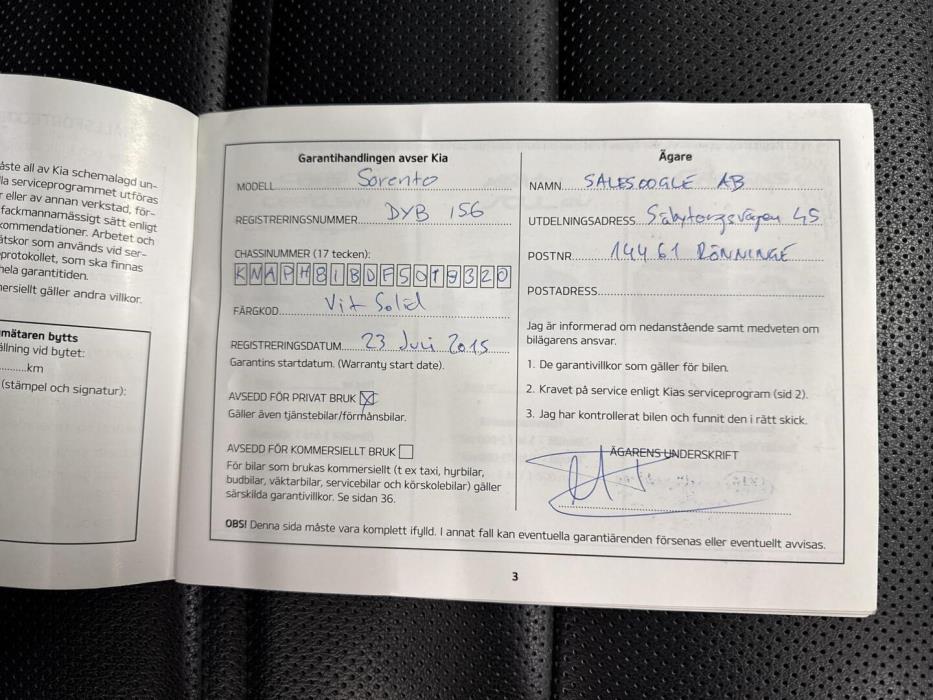 åste all av Kia schemalagd un-
la serviceprogrammet utföras
r eller av annan verkstad, för-
fackmannamässigt sätt enligt
kommendationer. Arbetet och
ätskor som används vid ser-
protokollet, som ska finnas
hela garantitiden.
nersiellt gäller andra villkor.
mätaren bytts
ällning vid bytet:
..........km
(stämpel och signatur):
Garantihandlingen avser Kia
MODELL Sorento
REGISTRERINGSNUMMER DYB 156
CHASSINUMMER (17 tecken):
KNAPH81BDF5019320
FÄRGKOD Vit Solid
REGISTRERINGSDATUM 23 Juli 2015
Garantins startdatum. (Warranty start date).
AVSEDD FÖR PRIVAT BRUK
Gäller även tjänstebilar/förmånsbilar.
AVSEDD FÖR KOMMERSIELLT BRUK
För bilar som brukas kommersiellt (t ex taxi, hyrbilar,
budbilar, väktarbilar, servicebilar och körskolebilar) gäller
särskilda garantivillkor. Se sidan 36.
Ägare
NAMN SALESOOGLE AB
UTDELNINGSADRESS Säbytorgsvägen 45
POSTNR 14461 RÖNNINGE
POSTADRESS
Jag är informerad om nedanstående samt medveten om
bilägarens ansvar.
1. De garantivillkor som gäller för bilen.
2. Kravet på service enligt Kias serviceprogram (sid 2).
3. Jag har kontrollerat bilen och funnit den i rätt skick.
ÄGARENS UNDERSKRIFT
OBS! Denna sida måste vara komplett ifylld. I annat fall kan eventuella garantiärenden försenas eller eventuellt avvisas.
3